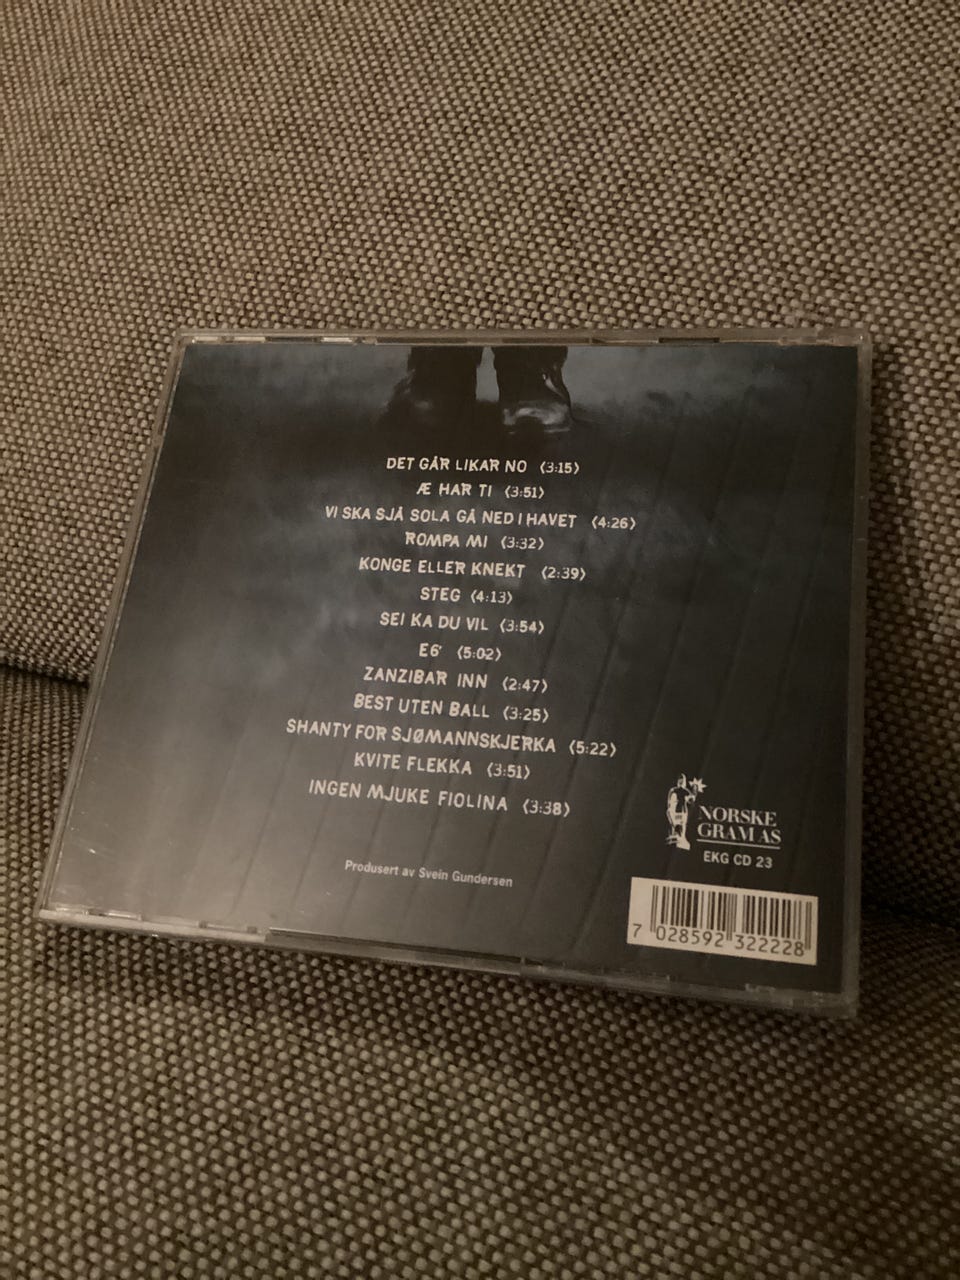 DET GÅR LIKAR NO (3:15)
Æ HAR TI (3:51)
VI SKA SJÅ SOLA GÅ NED I HAVET (4:26)
ROMPA MI (3:32)
KONGE ELLER KNEKT (2:39)
STEG (4:13)
SEI KA DU VIL (3:54)
E6' (5:02)
ZANZIBAR INN (2:47)
BEST UTEN BALL (3:25)
SHANTY FOR SJØMANNSKJERKA (5:22)
KVITE FLEKKA (3:51)
INGEN MJUKE FIOLINA (3:38)
Produsert av Svein Gundersen
NORSKE
GRAM AS
EKG CD 23
7 028592 322228